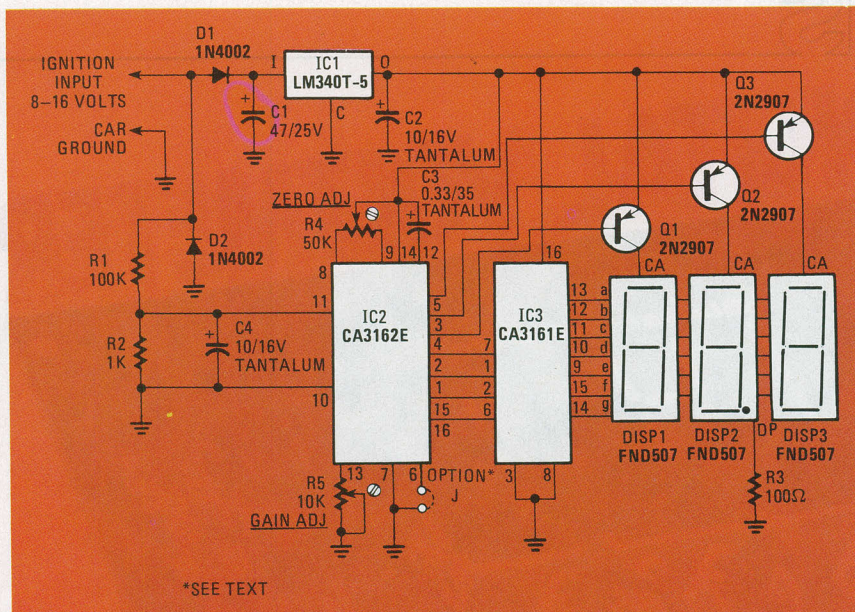 D1
1N4002
IGNITION
INPUT
8–16 VOLTS
CAR
GROUND
I
IC1
LM340T-5
O
C
+
C1
47/25V
+
C2
10/16V
TANTALUM
C3
0.33/35
TANTALUM
+
Q3
2N2907
Q2
2N2907
Q1
2N2907
ZERO ADJ
R4
50K
R1
100K
D2
1N4002
R2
1K
+
C4
10/16V
TANTALUM
8
9
14
12
11
10
IC2
CA3162E
5
3
4
2
1
15
16
13
7
6
16
IC3
CA3161E
7
1
2
6
3
8
13 a
12 b
11 c
10 d
9 e
15 f
14 g
CA
CA
CA
DISP1
FND507
DISP2
FND507
DP
DISP3
FND507
R3
100Ω
R5
10K
GAIN ADJ
OPTION*
J
*SEE TEXT